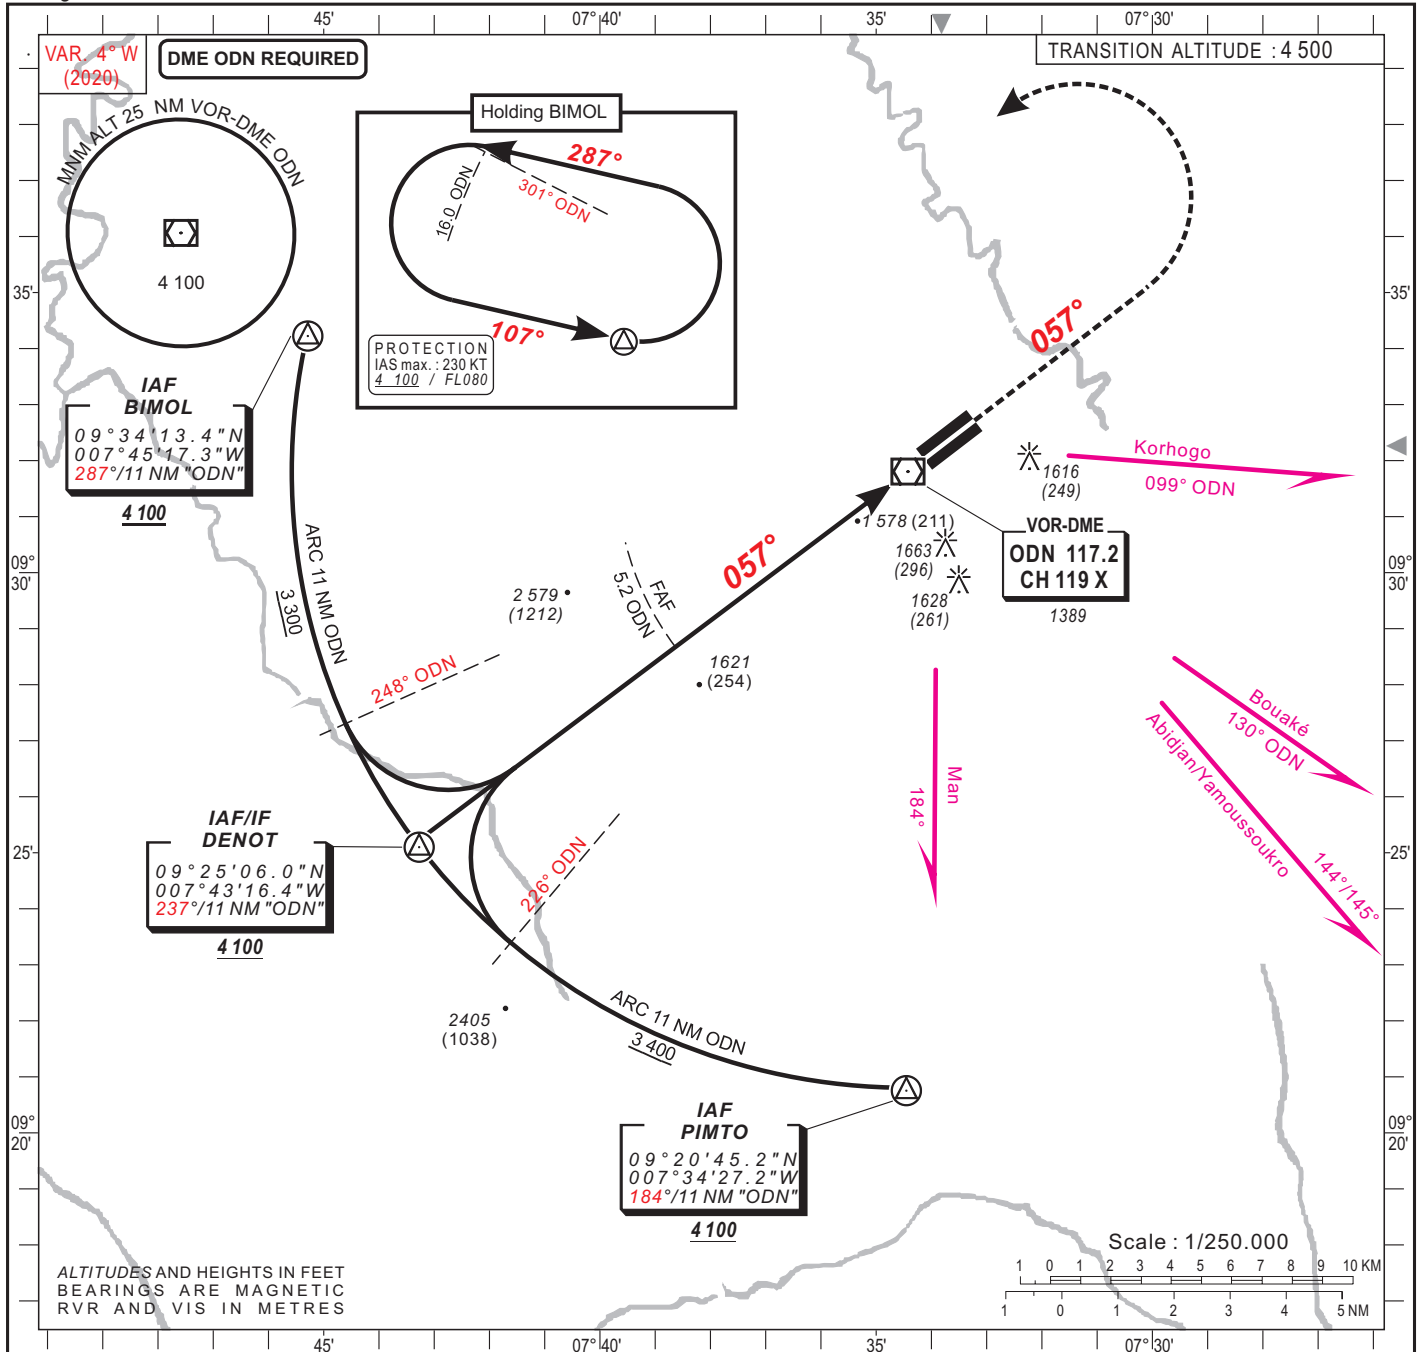 45'
07°40'
35'
07°30'
VAR. 4° W
(2020)
DME ODN REQUIRED
TRANSITION ALTITUDE : 4 500
MNM ALT 25 NM VOR-DME ODN
4 100
Holding BIMOL
287°
301° ODN
16.0 ODN
107°
PROTECTION
IAS max. : 230 KT
4 100 / FL080
35'
35'
057°
IAF
BIMOL
09°34'13.4"N
007°45'17.3"W
287°/11 NM "ODN"
4 100
Korhogo
099° ODN
1616
(249)
1 578 (211)
1663
(296)
1628
(261)
VOR-DME
ODN 117.2
CH 119 X
1389
ARC 11 NM ODN
3 300
057°
FAF
5.2 ODN
09°
30'
09°
30'
2 579
(1212)
1621
(254)
248° ODN
Bouaké
130° ODN
Abidjan/Yamoussoukro
144°/145°
Man
184°
IAF/IF
DENOT
09°25'06.0"N
007°43'16.4"W
237°/11 NM "ODN"
4 100
25'
25'
226° ODN
2405
(1038)
ARC 11 NM ODN
3 400
09°
20'
09°
20'
IAF
PIMTO
09°20'45.2"N
007°34'27.2"W
184°/11 NM "ODN"
4 100
ALTITUDES AND HEIGHTS IN FEET
BEARINGS ARE MAGNETIC
RVR AND VIS IN METRES
Scale : 1/250.000
1 0 1 2 3 4 5 6 7 8 9 10 KM
1 0 1 2 3 4 5 NM
45'
07°40'
35'
07°30'